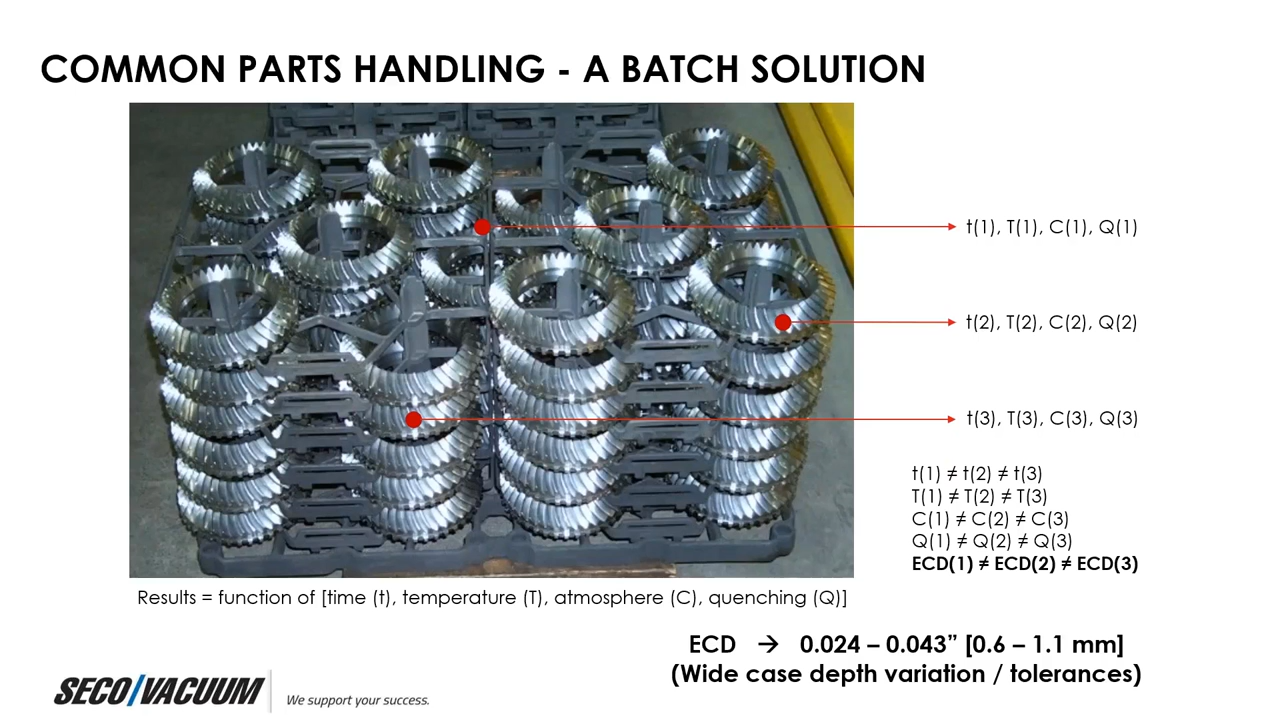 COMMON PARTS HANDLING - A BATCH SOLUTION
t(1), T(1), C(1), Q(1)
t(2), T(2), C(2), Q(2)
t(3), T(3), C(3), Q(3)
t(1) ≠ t(2) ≠ t(3)
T(1) ≠ T(2) ≠ T(3)
C(1) ≠ C(2) ≠ C(3)
Q(1) ≠ Q(2) ≠ Q(3)
ECD(1) ≠ ECD(2) ≠ ECD(3)
Results = function of [time (t), temperature (T), atmosphere (C), quenching (Q)]
ECD → 0.024 – 0.043” [0.6 – 1.1 mm]
(Wide case depth variation / tolerances)
SECO/VACUUM
We support your success.